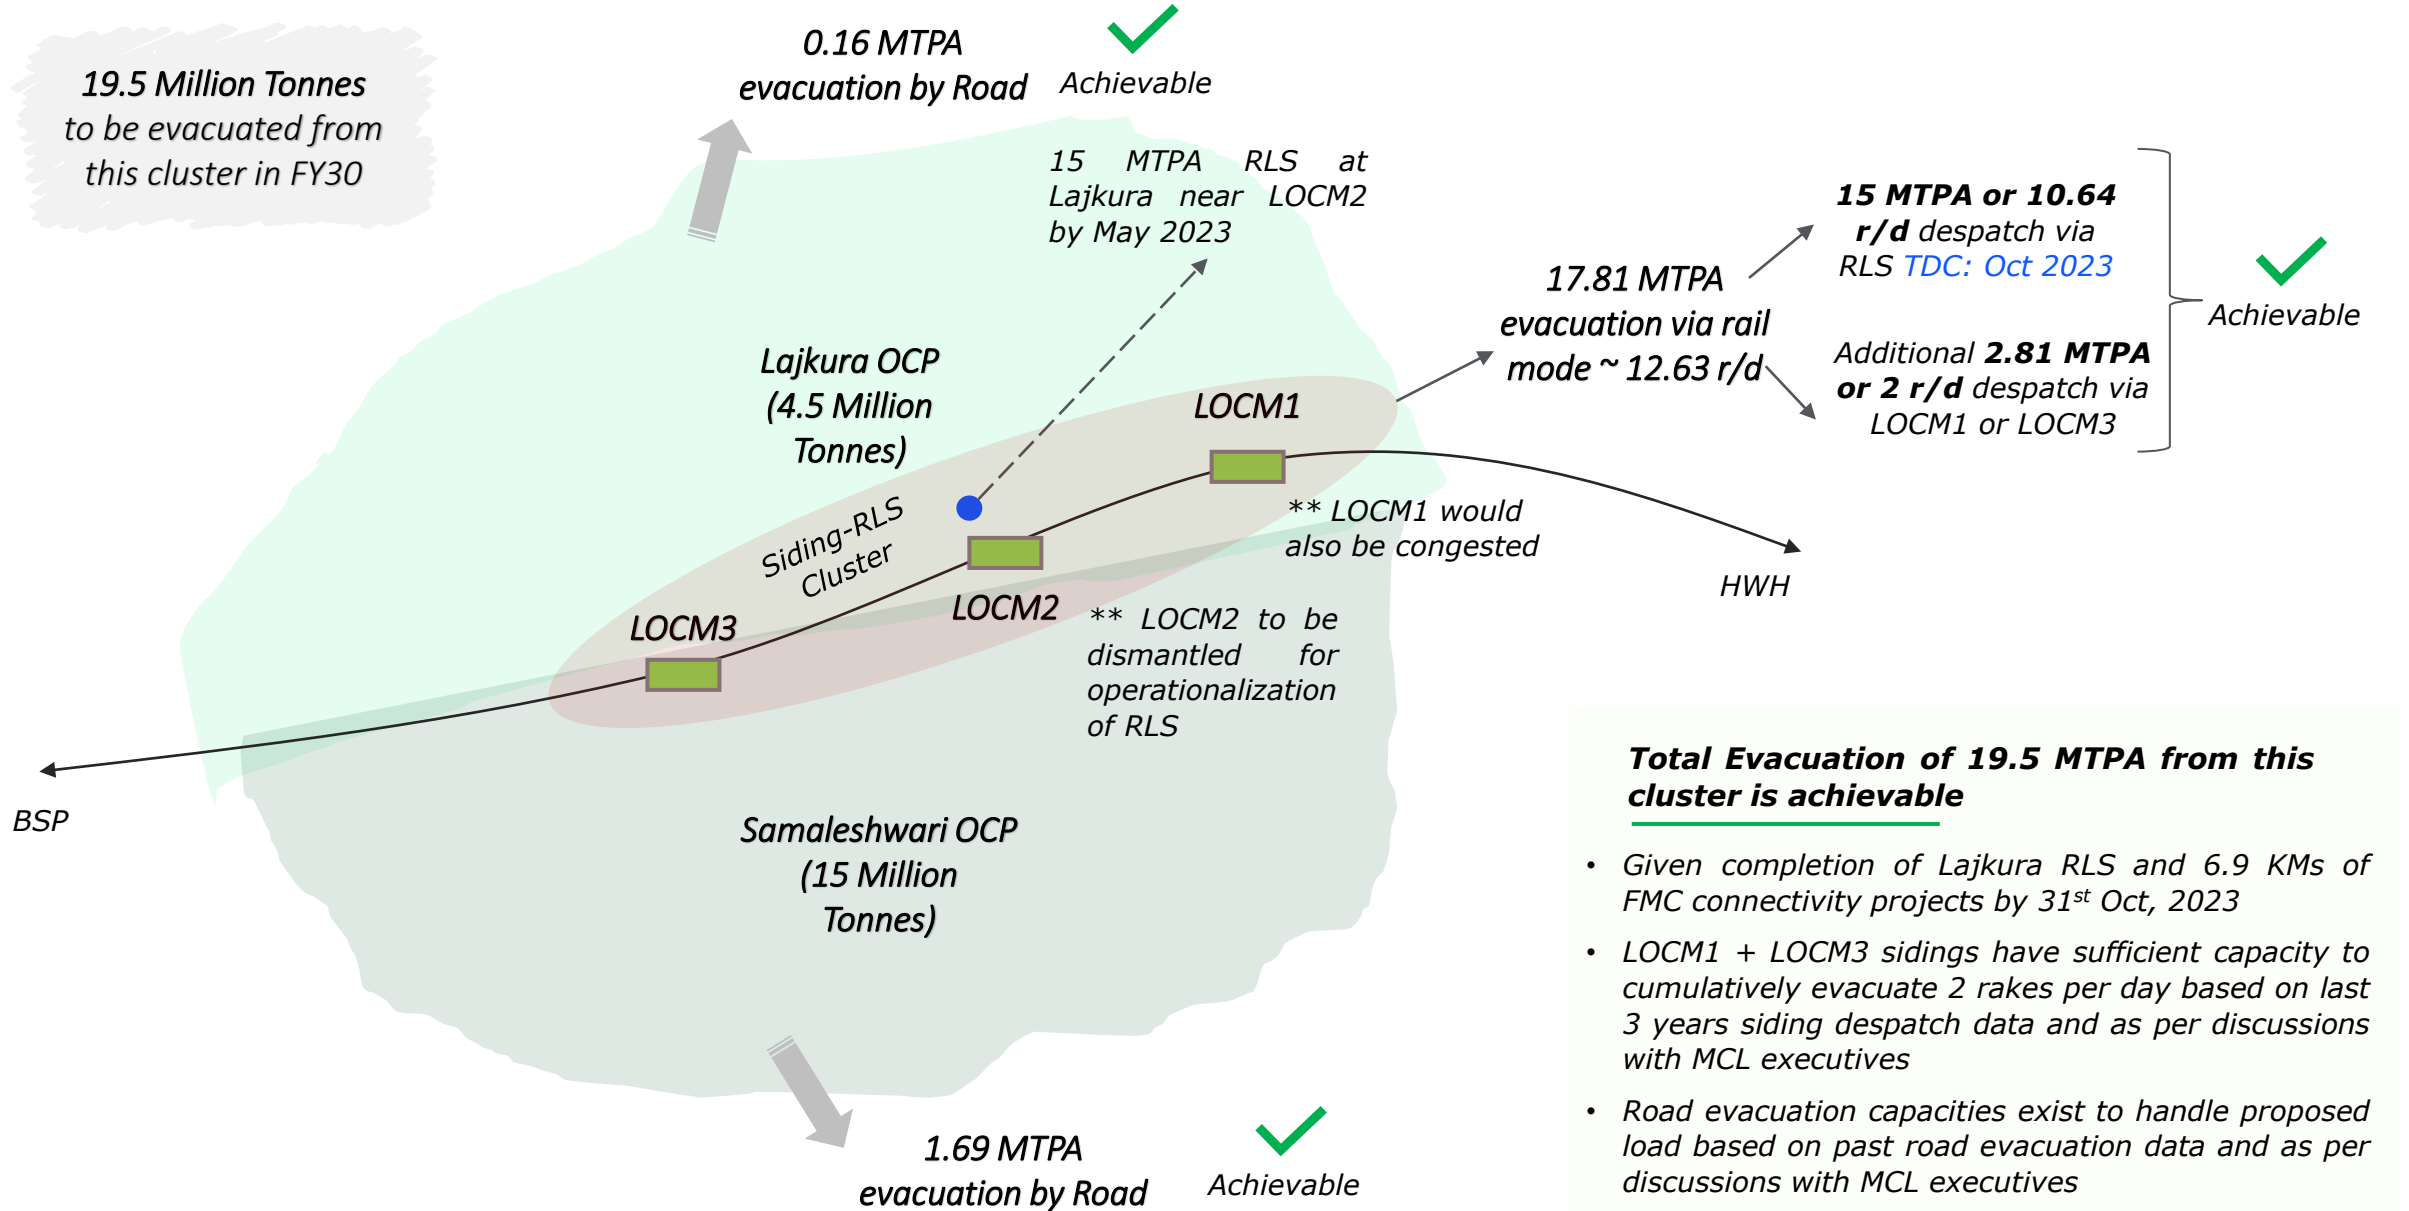 19.5 Million Tonnes
to be evacuated from
this cluster in FY30
0.16 MTPA
evacuation by Road
Achievable
15 MTPA RLS at
Lajkura near LOCM2
by May 2023
Lajkura OCP
(4.5 Million
Tonnes)
Siding-RLS
Cluster
LOCM1
LOCM2
LOCM3
** LOCM1 would
also be congested
** LOCM2 to be
dismantled for
operationalization
of RLS
HWH
BSP
17.81 MTPA
evacuation via rail
mode ~ 12.63 r/d
15 MTPA or 10.64
r/d despatch via
RLS TDC: Oct 2023
Additional 2.81 MTPA
or 2 r/d despatch via
LOCM1 or LOCM3
Achievable
Samaleshwari OCP
(15 Million
Tonnes)
1.69 MTPA
evacuation by Road
Achievable
Total Evacuation of 19.5 MTPA from this
cluster is achievable
• Given completion of Lajkura RLS and 6.9 KMs of
FMC connectivity projects by 31st Oct, 2023
• LOCM1 + LOCM3 sidings have sufficient capacity to
cumulatively evacuate 2 rakes per day based on last
3 years siding despatch data and as per discussions
with MCL executives
• Road evacuation capacities exist to handle proposed
load based on past road evacuation data and as per
discussions with MCL executives